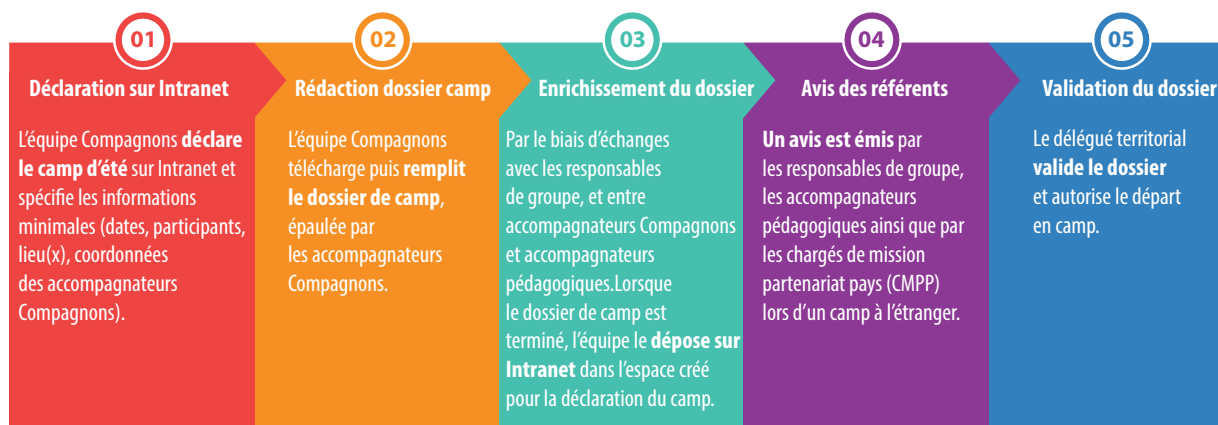 01
Déclaration sur Intranet
L’équipe Compagnons déclare
le camp d’été sur Intranet et
spécifie les informations
minimales (dates, participants,
lieu(x), coordonnées
des accompagnateurs
Compagnons).
02
Rédaction dossier camp
L’équipe Compagnons
télécharge puis remplit
le dossier de camp,
épaulée par
les accompagnateurs
Compagnons.
03
Enrichissement du dossier
Par le biais d’échanges
avec les responsables
de groupe, et entre
accompagnateurs Compagnons
et accompagnateurs
pédagogiques.Lorsque
le dossier de camp est
terminé, l’équipe le dépose sur
Intranet dans l’espace créé
pour la déclaration du camp.
04
Avis des référents
Un avis est émis par
les responsables de groupe,
les accompagnateurs
pédagogiques ainsi que par
les chargés de mission
partenariat pays (CMPP)
lors d’un camp à l’étranger.
05
Validation du dossier
Le délégué territorial
valide le dossier
et autorise le départ
en camp.